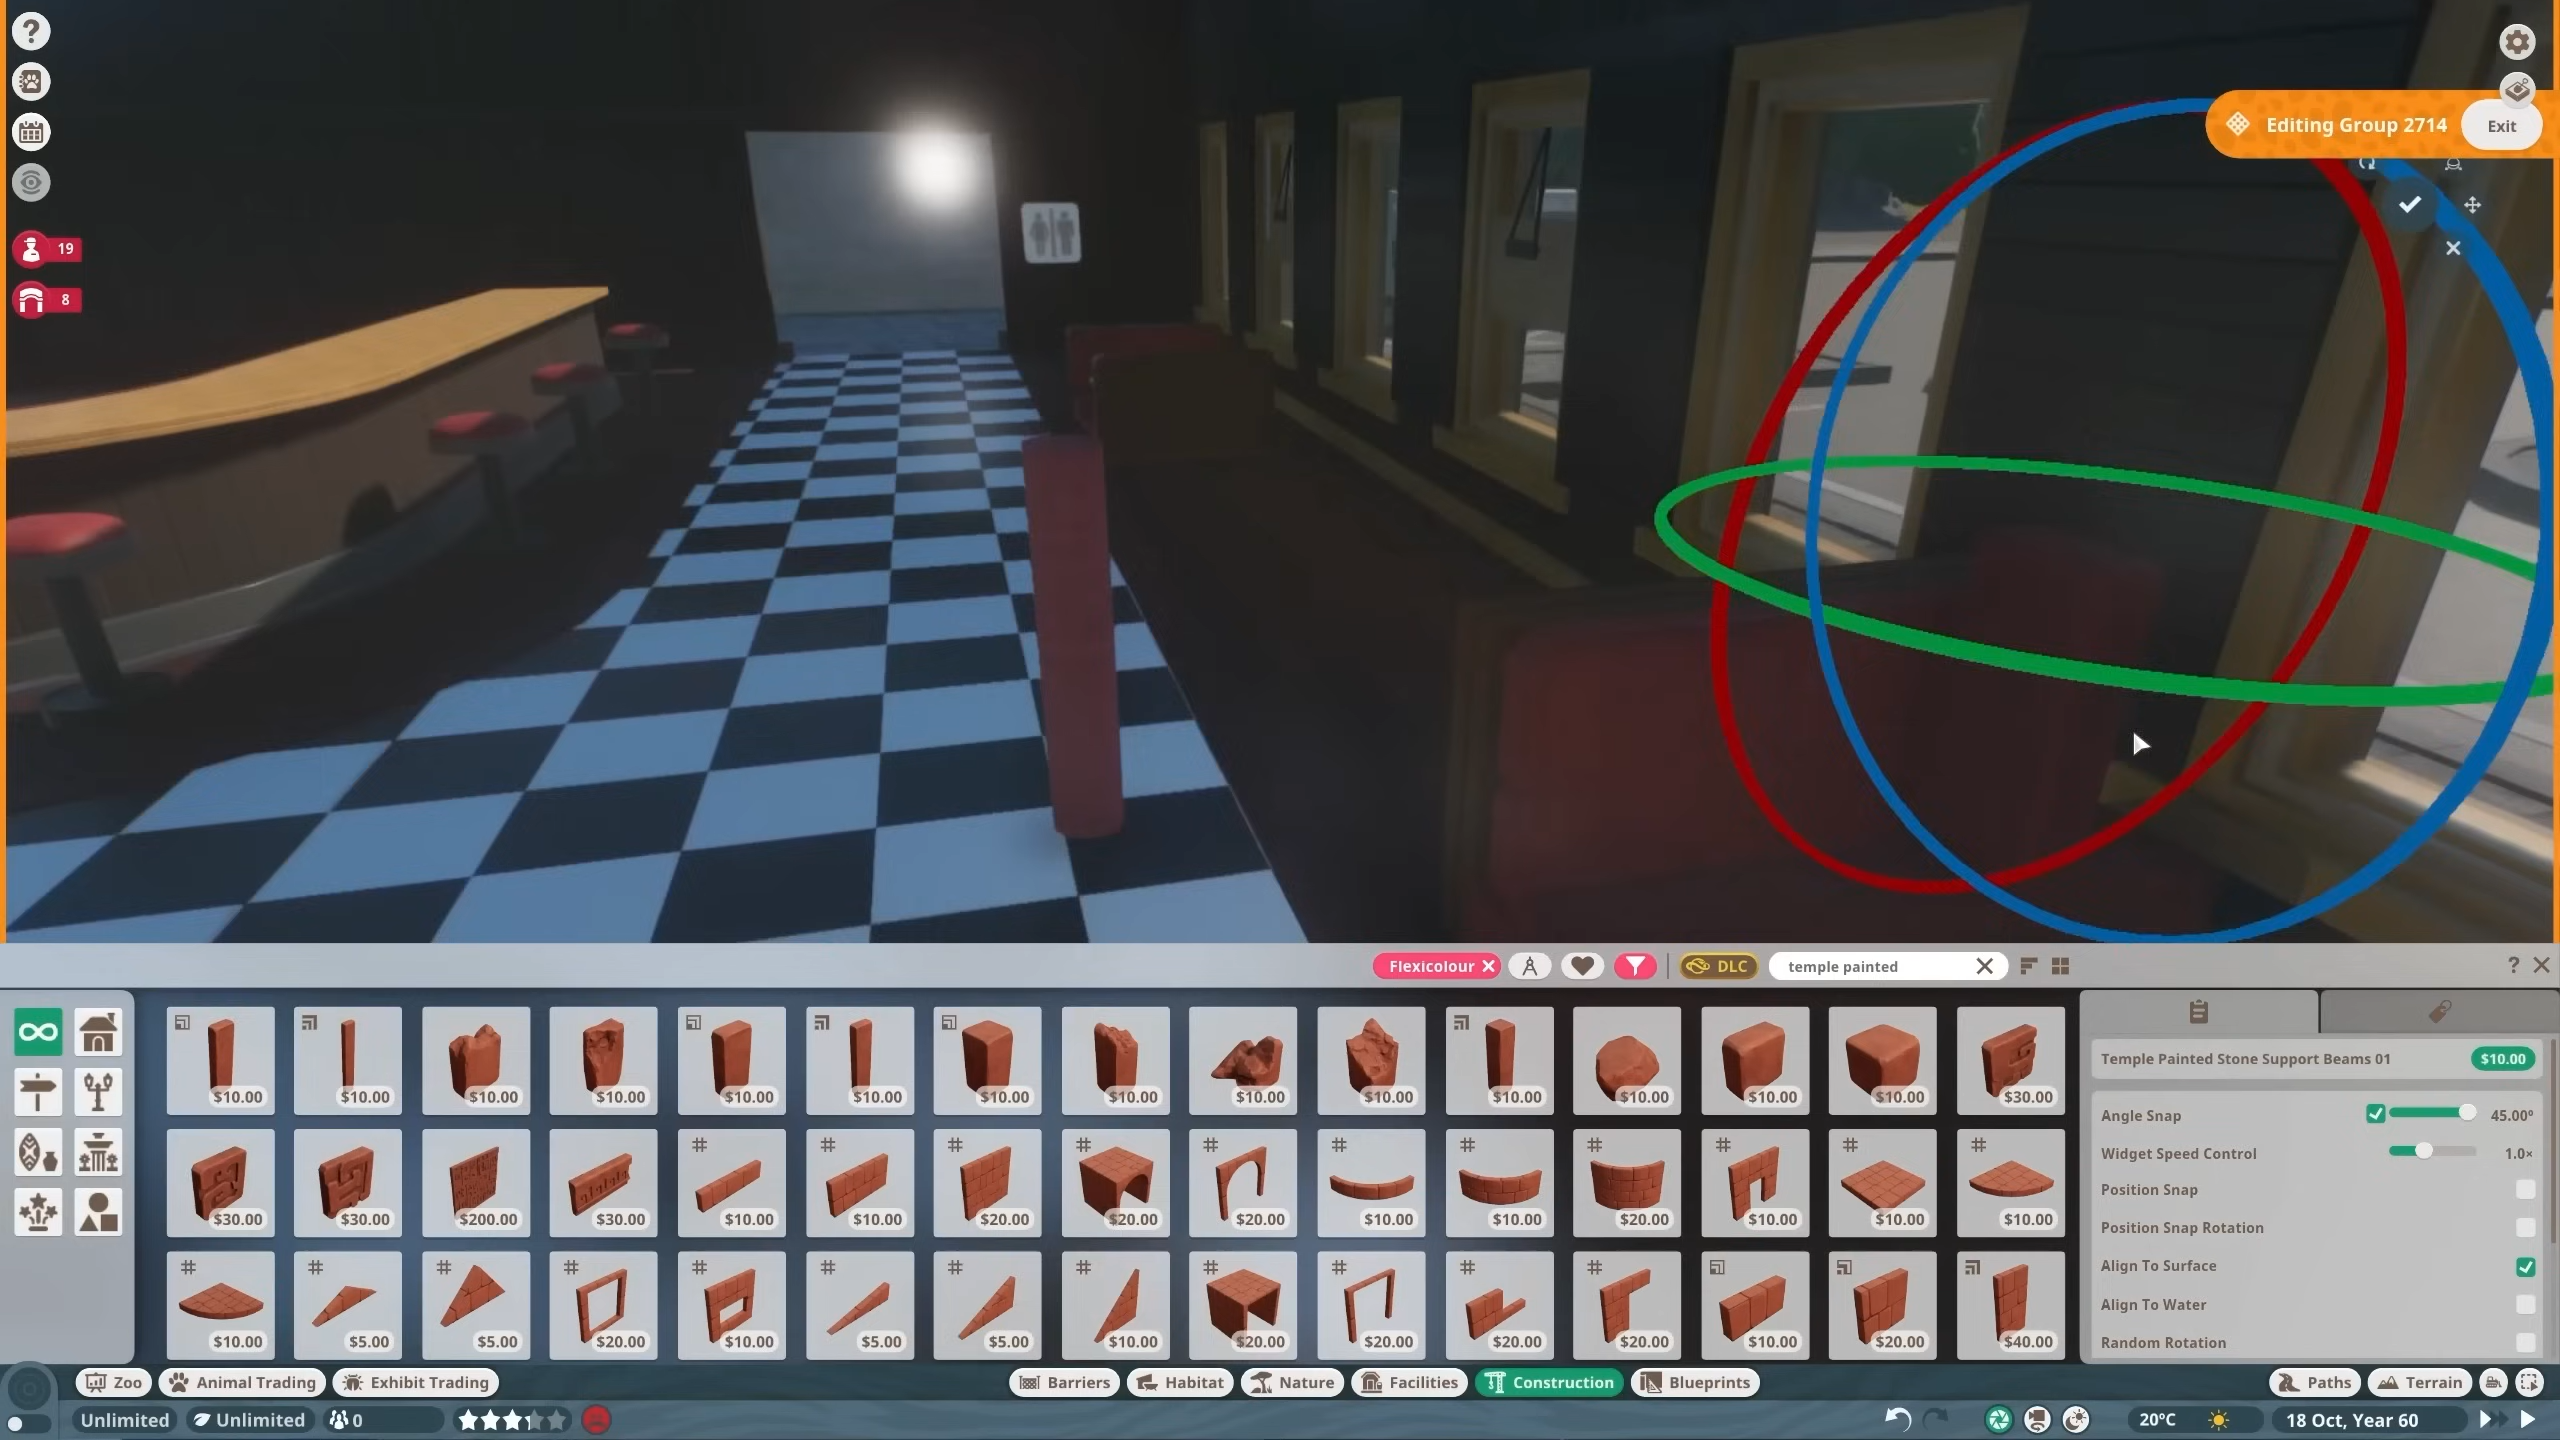 ?
Editing Group 2714
Exit
19
8
Flexicolour
DLC
temple painted
?
$10.00 $10.00 $10.00 $10.00 $10.00 $10.00 $10.00 $10.00 $10.00 $10.00 $10.00 $10.00 $10.00 $10.00 $30.00
$30.00 $30.00 $200.00 $30.00 $10.00 $10.00 $20.00 $20.00 $20.00 $10.00 $10.00 $20.00 $10.00 $10.00 $10.00
$10.00 $5.00 $5.00 $20.00 $10.00 $5.00 $5.00 $10.00 $20.00 $20.00 $20.00 $20.00 $10.00 $20.00 $40.00
Temple Painted Stone Support Beams 01 $10.00
Angle Snap 45.00°
Widget Speed Control 1.0×
Position Snap
Position Snap Rotation
Align To Surface
Align To Water
Random Rotation
Zoo Animal Trading Exhibit Trading Barriers Habitat Nature Facilities Construction Blueprints Paths Terrain
Unlimited Unlimited 0 20°C 18 Oct, Year 60